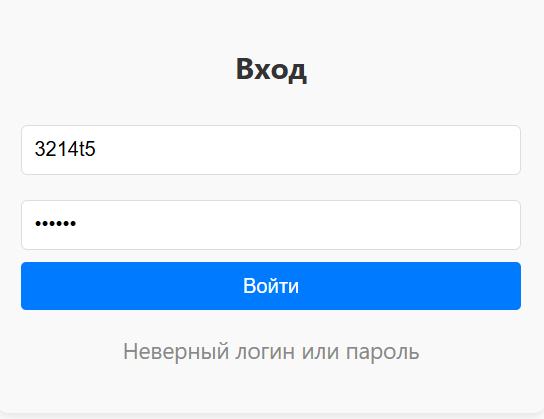 Вход
3214t5
••••••
Войти
Неверный логин или пароль